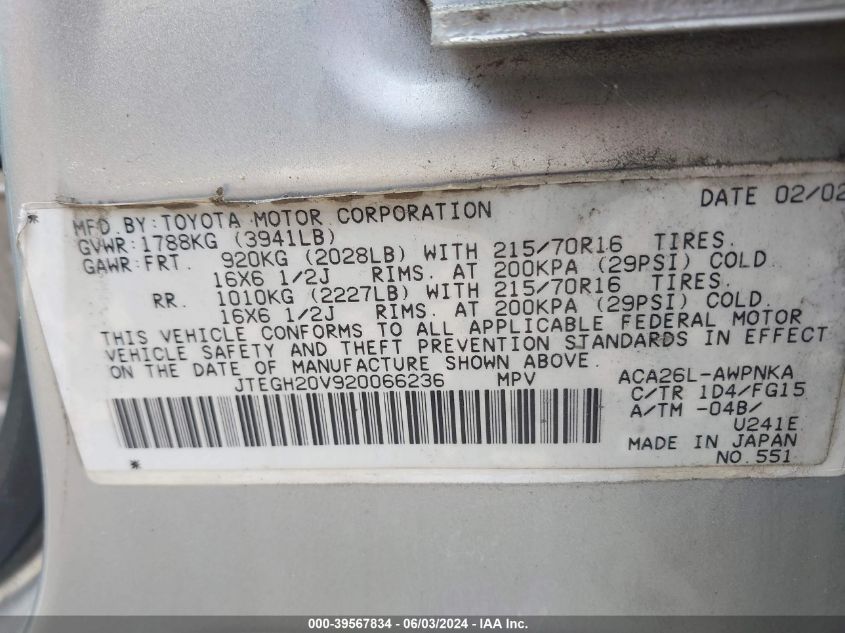 MFD.BY:TOYOTA MOTOR CORPORATION DATE 02/02
GVWR:1788KG (3941LB)
GAWR:FRT. 920KG (2028LB) WITH 215/70R16 TIRES.
16X6 1/2J RIMS. AT 200KPA (29PSI) COLD
RR. 1010KG (2227LB) WITH 215/70R16 TIRES.
16X6 1/2J RIMS. AT 200KPA (29PSI) COLD.
THIS VEHICLE CONFORMS TO ALL APPLICABLE FEDERAL MOTOR
VEHICLE SAFETY AND THEFT PREVENTION STANDARDS IN EFFECT
ON THE DATE OF MANUFACTURE SHOWN ABOVE.
JTEGH20V920066236 MPV ACA26L-AWPNKA
C/TR 1D4/FG15
A/TM -04B/
U241E
MADE IN JAPAN
NO.551
000-39567834 - 06/03/2024 - IAA Inc.